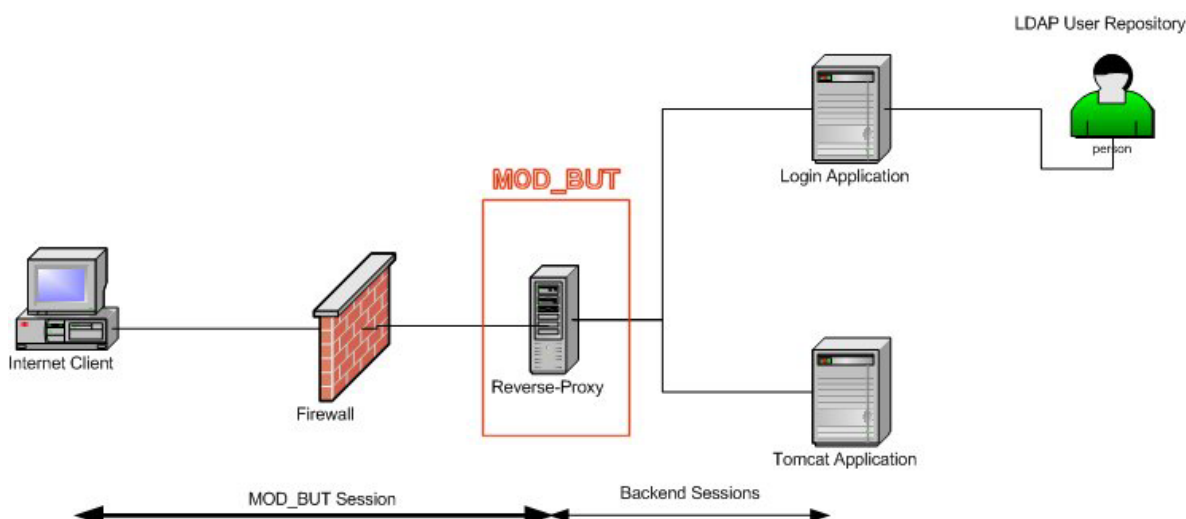 LDAP User Repository
person
Login Application
MOD_BUT
Internet Client
Reverse-Proxy
Firewall
Tomcat Application
MOD_BUT Session
Backend Sessions